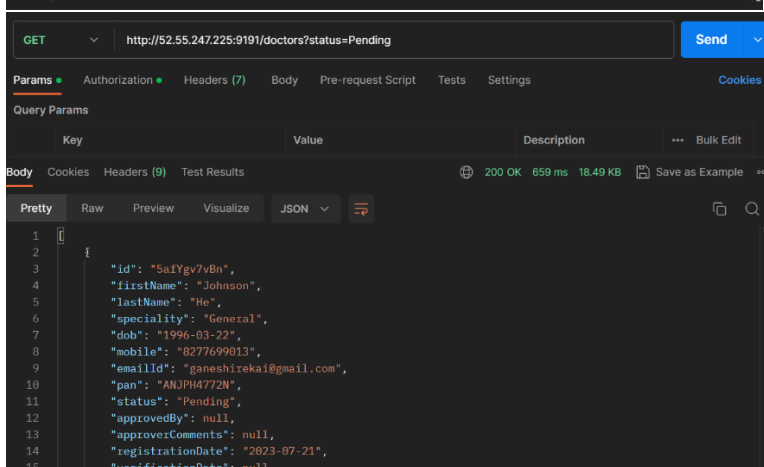 GET http://52.55.247.225:9191/doctors?status=Pending Send
Params Authorization Headers (7) Body Pre-request Script Tests Settings Cookies
Query Params
Key Value Description ••• Bulk Edit
Body Cookies Headers (9) Test Results 200 OK 659 ms 18.49 KB Save as Example
Pretty Raw Preview Visualize JSON
1 [
2 {
3 "id": "5afYgv7vBn",
4 "firstName": "Johnson",
5 "lastName": "He",
6 "speciality": "General",
7 "dob": "1996-03-22",
8 "mobile": "8277699013",
9 "emailId": "ganeshirekai@gmail.com",
10 "pan": "ANJPH4772N",
11 "status": "Pending",
12 "approvedBy": null,
13 "approverComments": null,
14 "registrationDate": "2023-07-21",